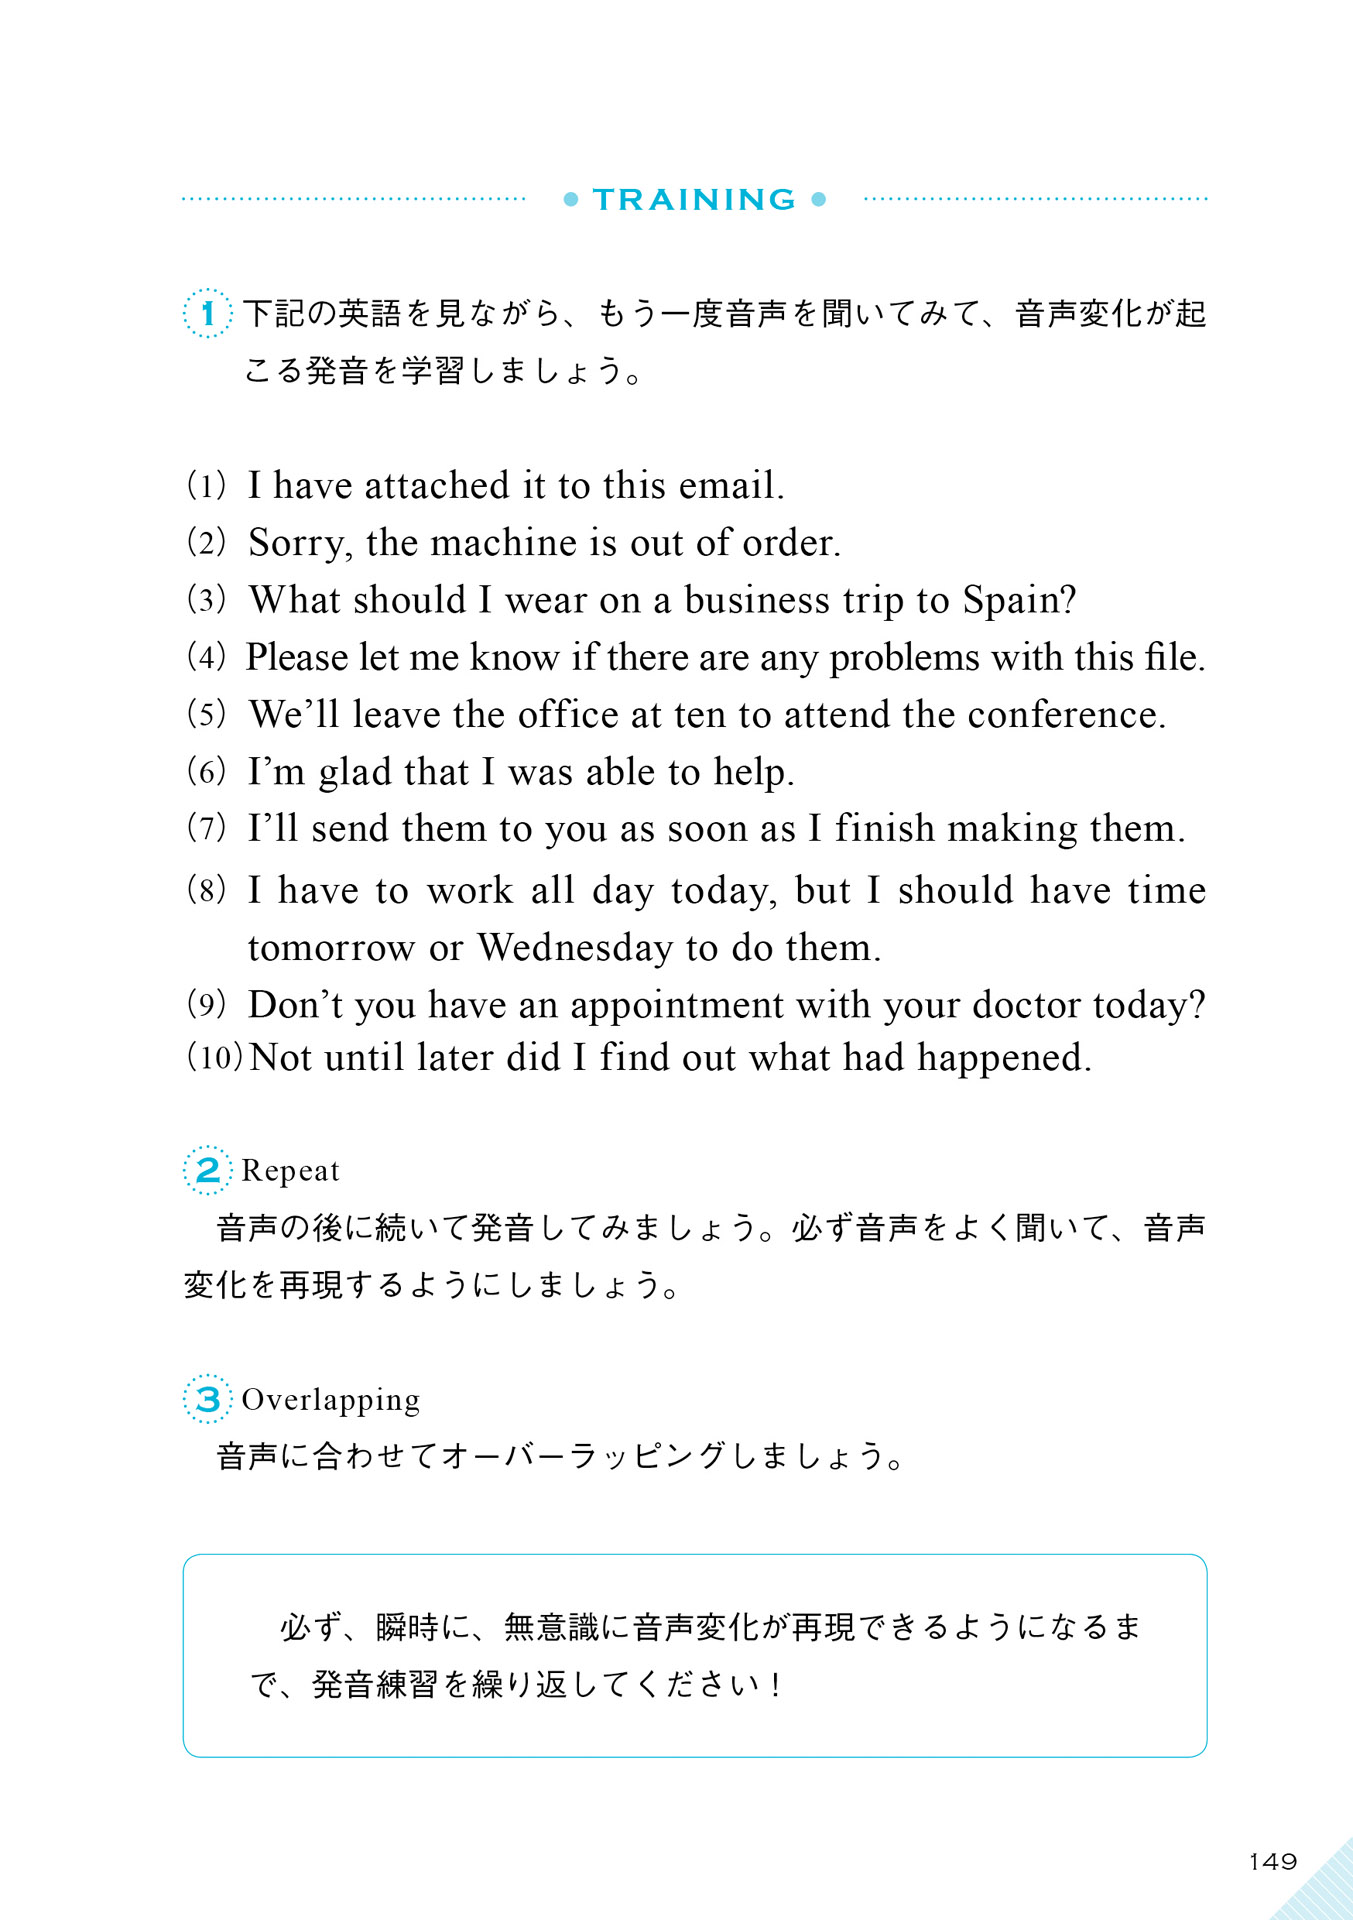 TRAINING
1 下記の英語を見ながら、もう一度音声を聞いてみて、音声変化が起
こる発音を学習しましょう。
(1) I have attached it to this email.
(2) Sorry, the machine is out of order.
(3) What should I wear on a business trip to Spain?
(4) Please let me know if there are any problems with this file.
(5) We’ll leave the office at ten to attend the conference.
(6) I’m glad that I was able to help.
(7) I’ll send them to you as soon as I finish making them.
(8) I have to work all day today, but I should have time
tomorrow or Wednesday to do them.
(9) Don’t you have an appointment with your doctor today?
(10) Not until later did I find out what had happened.
2 Repeat
音声の後に続いて発音してみましょう。必ず音声をよく聞いて、音声
変化を再現するようにしましょう。
3 Overlapping
音声に合わせてオーバーラッピングしましょう。
必ず、瞬時に、無意識に音声変化が再現できるようになるま
で、発音練習を繰り返してください！
149